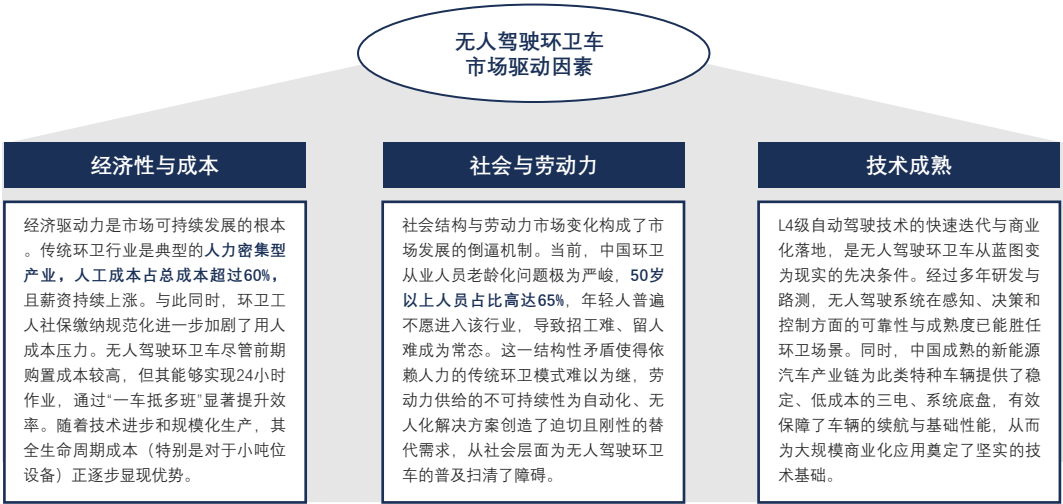 无人驾驶环卫车
市场驱动因素
经济性与成本
经济驱动力是市场可持续发展的根本
。传统环卫行业是典型的人力密集型
产业，人工成本占总成本超过60%，
且薪资持续上涨。与此同时，环卫工
人社保缴纳规范化进一步加剧了用人
成本压力。无人驾驶环卫车尽管前期
购置成本较高，但其能够实现24小时
作业，通过“一车抵多班”显著提升效
率。随着技术进步和规模化生产，其
全生命周期成本（特别是对于小吨位
设备）正逐步显现优势。
社会与劳动力
社会结构与劳动力市场变化构成了市
场发展的倒逼机制。当前，中国环卫
从业人员老龄化问题极为严峻，50岁
以上人员占比高达65%，年轻人普遍
不愿进入该行业，导致招工难、留人
难成为常态。这一结构性矛盾使得依
赖人力的传统环卫模式难以为继，劳
动力供给的不可持续性为自动化、无
人化解决方案创造了迫切且刚性的替
代需求，从社会层面为无人驾驶环卫
车的普及扫清了障碍。
技术成熟
L4级自动驾驶技术的快速迭代与商业
化落地，是无人驾驶环卫车从蓝图变
为现实的先决条件。经过多年研发与
路测，无人驾驶系统在感知、决策和
控制方面的可靠性与成熟度已能胜任
环卫场景。同时，中国成熟的新能源
汽车产业链为此类特种车辆提供了稳
定、低成本的三电、系统底盘，有效
保障了车辆的续航与基础性能，从而
为大规模商业化应用奠定了坚实的技
术基础。